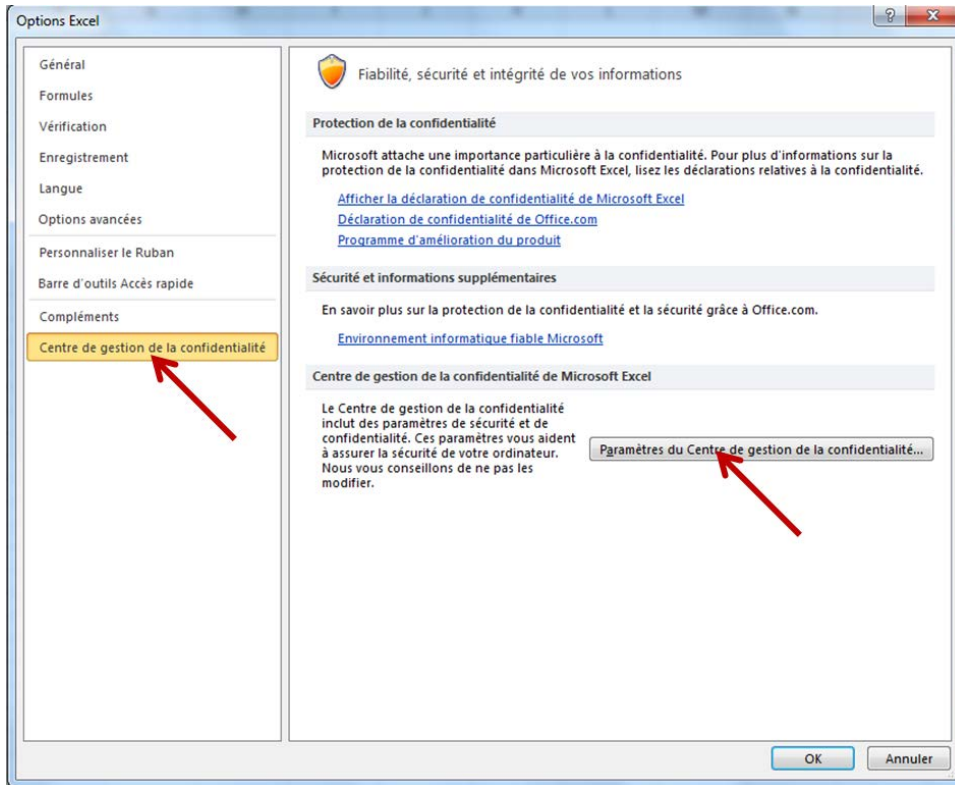 Options Excel
Général
Formules
Vérification
Enregistrement
Langue
Options avancées
Personnaliser le Ruban
Barre d'outils Accès rapide
Compléments
Centre de gestion de la confidentialité
Fiabilité, sécurité et intégrité de vos informations
Protection de la confidentialité
Microsoft attache une importance particulière à la confidentialité. Pour plus d'informations sur la
protection de la confidentialité dans Microsoft Excel, lisez les déclarations relatives à la confidentialité.
Afficher la déclaration de confidentialité de Microsoft Excel
Déclaration de confidentialité de Office.com
Programme d'amélioration du produit
Sécurité et informations supplémentaires
En savoir plus sur la protection de la confidentialité et la sécurité grâce à Office.com.
Environnement informatique fiable Microsoft
Centre de gestion de la confidentialité de Microsoft Excel
Le Centre de gestion de la confidentialité
inclut des paramètres de sécurité et de
confidentialité. Ces paramètres vous aident
à assurer la sécurité de votre ordinateur.
Nous vous conseillons de ne pas les
modifier.
Paramètres du Centre de gestion de la confidentialité...
OK
Annuler